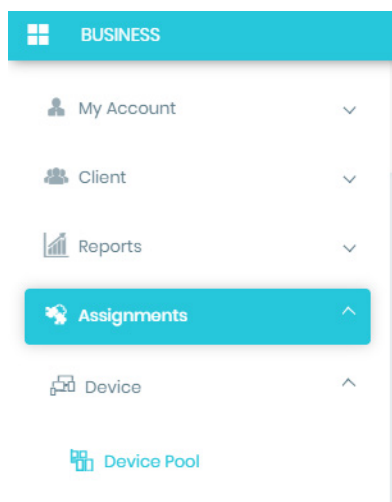 BUSINESS
My Account
Client
Reports
Assignments
Device
Device Pool